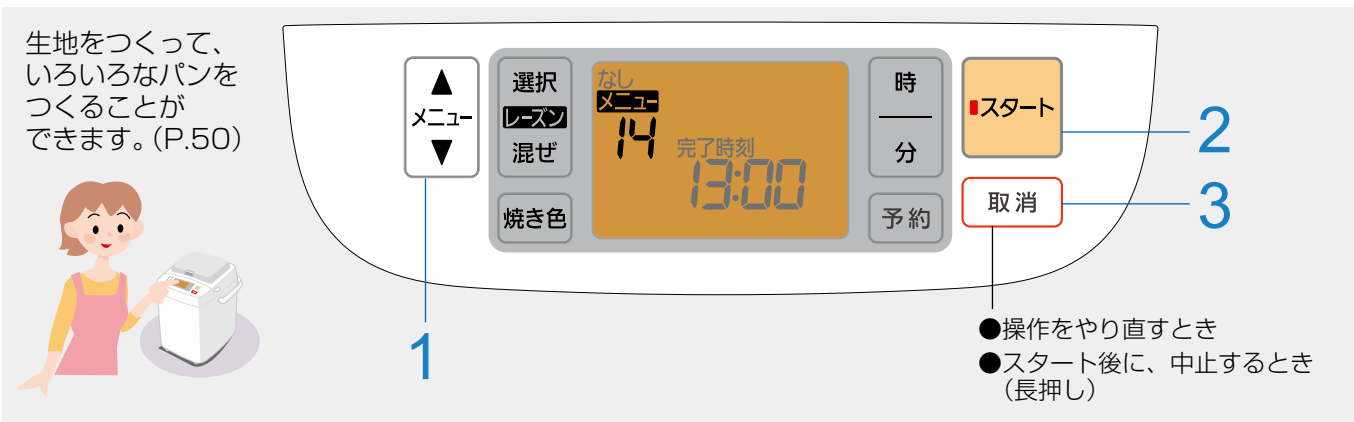 生地をつくって、
いろいろなパンを
つくることが
できます。(P.50)
▲
メニュー
▼
選択
レーズン
混ぜ
焼き色
なし
メニュー
14
完了時刻
13:00
時
分
予約
スタート
取消
1
2
3
●操作をやり直すとき
●スタート後に、中止するとき
(長押し)